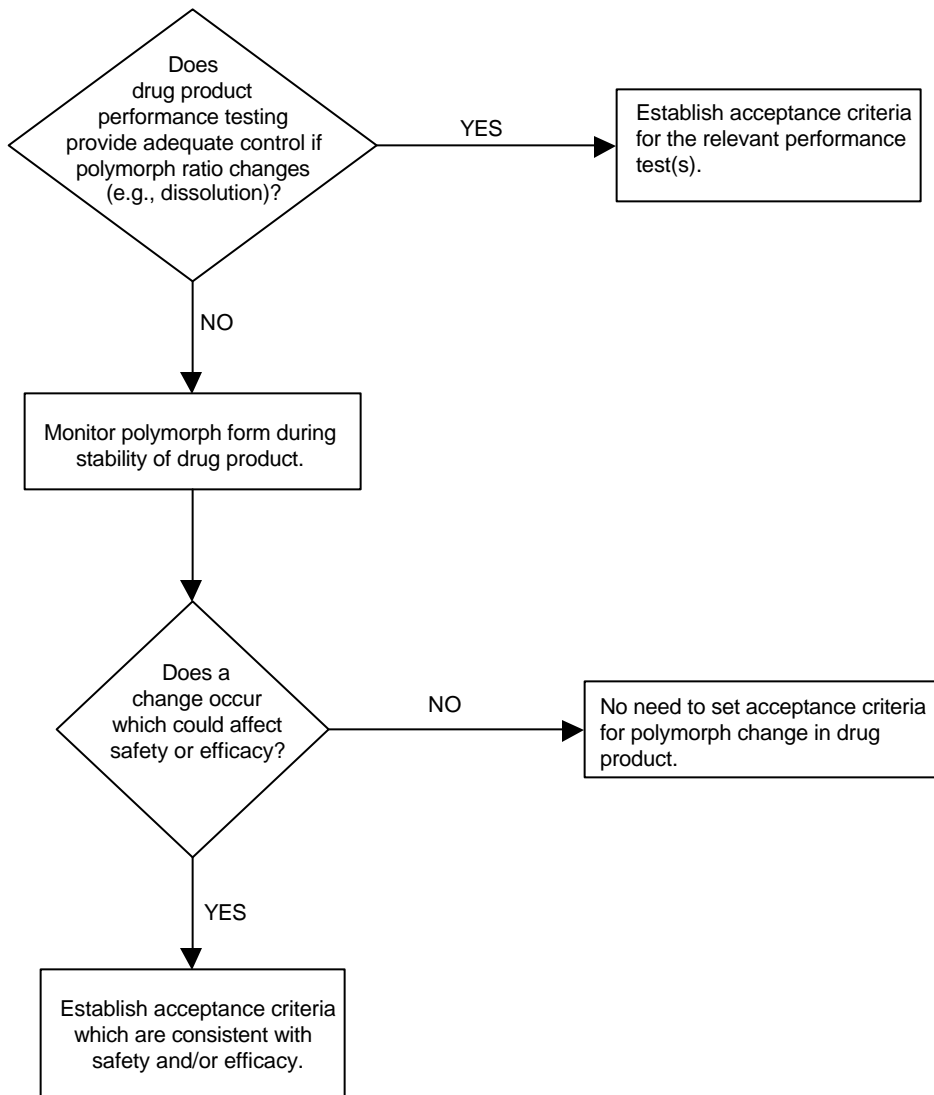 Does
drug product
performance testing
provide adequate control if
polymorph ratio changes
(e.g., dissolution)?
YES
Establish acceptance criteria
for the relevant performance
test(s).
NO
Monitor polymorph form during
stability of drug product.
Does a
change occur
which could affect
safety or efficacy?
NO
No need to set acceptance criteria
for polymorph change in drug
product.
YES
Establish acceptance criteria
which are consistent with
safety and/or efficacy.